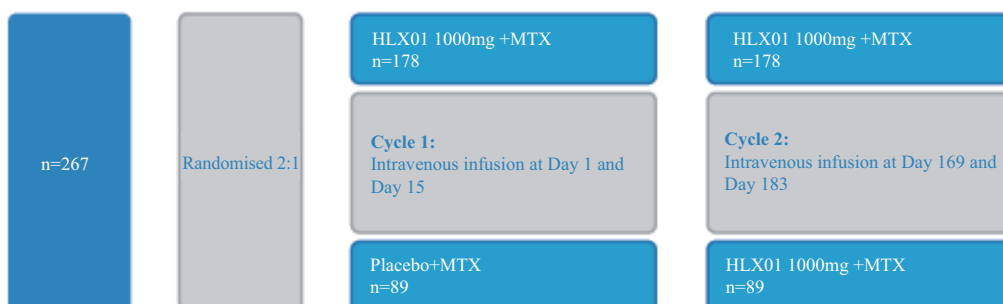 n=267
Randomised 2:1
HLX01 1000mg +MTX
n=178
Cycle 1:
Intravenous infusion at Day 1 and
Day 15
Placebo+MTX
n=89
HLX01 1000mg +MTX
n=178
Cycle 2:
Intravenous infusion at Day 169 and
Day 183
HLX01 1000mg +MTX
n=89